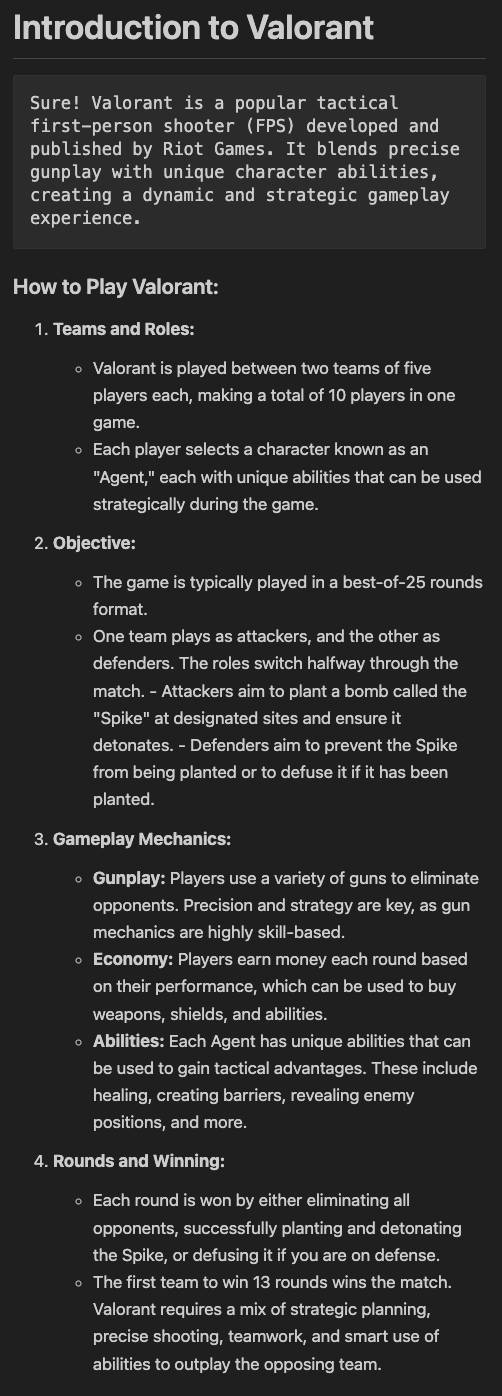 Introduction to Valorant
Sure! Valorant is a popular tactical
first-person shooter (FPS) developed and
published by Riot Games. It blends precise
gunplay with unique character abilities,
creating a dynamic and strategic gameplay
experience.
How to Play Valorant:
1. Teams and Roles:
◦ Valorant is played between two teams of five
players each, making a total of 10 players in one
game.
◦ Each player selects a character known as an
"Agent," each with unique abilities that can be used
strategically during the game.
2. Objective:
◦ The game is typically played in a best-of-25 rounds
format.
◦ One team plays as attackers, and the other as
defenders. The roles switch halfway through the
match. - Attackers aim to plant a bomb called the
"Spike" at designated sites and ensure it
detonates. - Defenders aim to prevent the Spike
from being planted or to defuse it if it has been
planted.
3. Gameplay Mechanics:
◦ Gunplay: Players use a variety of guns to eliminate
opponents. Precision and strategy are key, as gun
mechanics are highly skill-based.
◦ Economy: Players earn money each round based
on their performance, which can be used to buy
weapons, shields, and abilities.
◦ Abilities: Each Agent has unique abilities that can
be used to gain tactical advantages. These include
healing, creating barriers, revealing enemy
positions, and more.
4. Rounds and Winning:
◦ Each round is won by either eliminating all
opponents, successfully planting and detonating
the Spike, or defusing it if you are on defense.
◦ The first team to win 13 rounds wins the match.
Valorant requires a mix of strategic planning,
precise shooting, teamwork, and smart use of
abilities to outplay the opposing team.